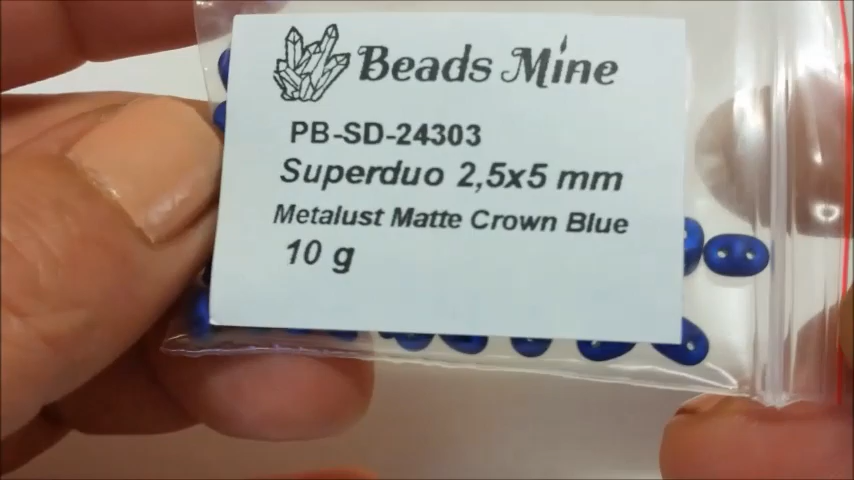 Beads Mine
PB-SD-24303
Superduo 2,5x5 mm
Metalust Matte Crown Blue
10 g